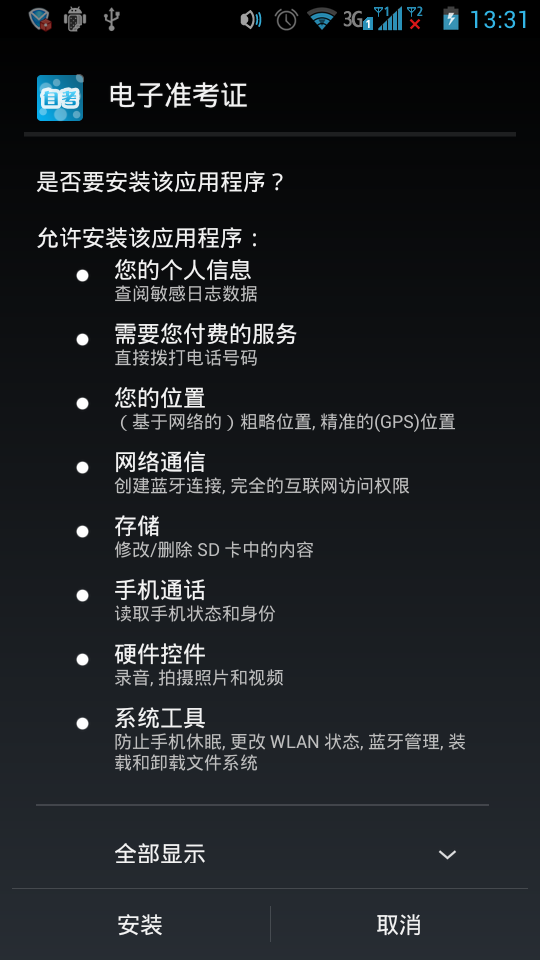 3G 1 1 2 13:31
自考 电子准考证
是否要安装该应用程序？
允许安装该应用程序：
您的个人信息
查阅敏感日志数据
需要您付费的服务
直接拨打电话号码
您的位置
（基于网络的）粗略位置, 精准的(GPS)位置
网络通信
创建蓝牙连接, 完全的互联网访问权限
存储
修改/删除 SD 卡中的内容
手机通话
读取手机状态和身份
硬件控件
录音, 拍摄照片和视频
系统工具
防止手机休眠, 更改 WLAN 状态, 蓝牙管理, 装
载和卸载文件系统
全部显示
安装 取消